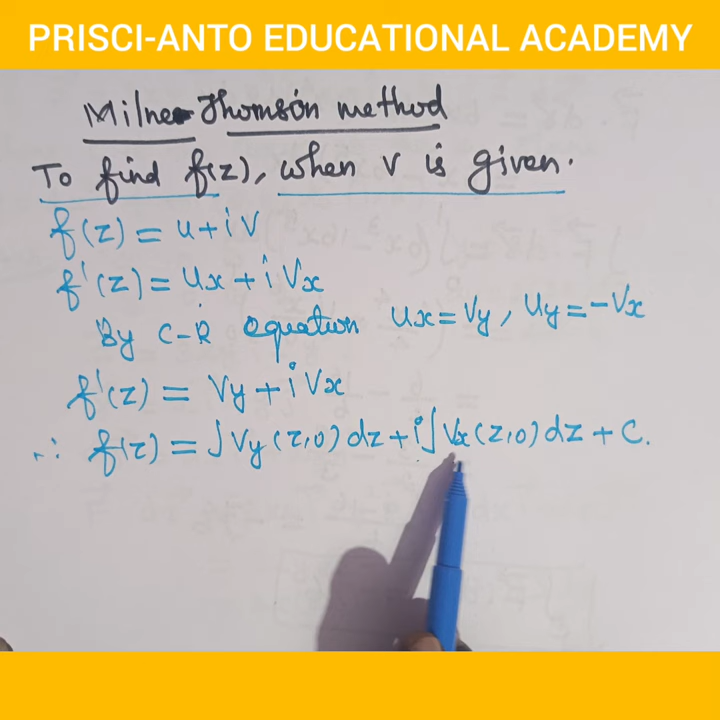 PRISCI-ANTO EDUCATIONAL ACADEMY
Milne-Thomson method
To find f(z), when v is given.
f(z) = u+iv
f'(z) = ux + i Vx
By C-R equation ux = Vy, uy = -Vx
f'(z) = Vy + i Vx
∴ f(z) = ∫ Vy (z,0) dz + i∫ Vx (z,0) dz + C.